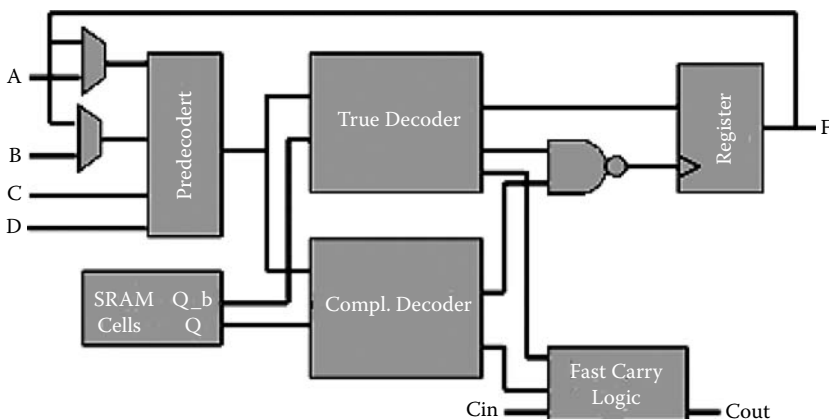 A
B
C
D
Predecodert
True Decoder
Register
F
SRAM Q_b
Cells Q
Compl. Decoder
Fast Carry
Logic
Cin
Cout